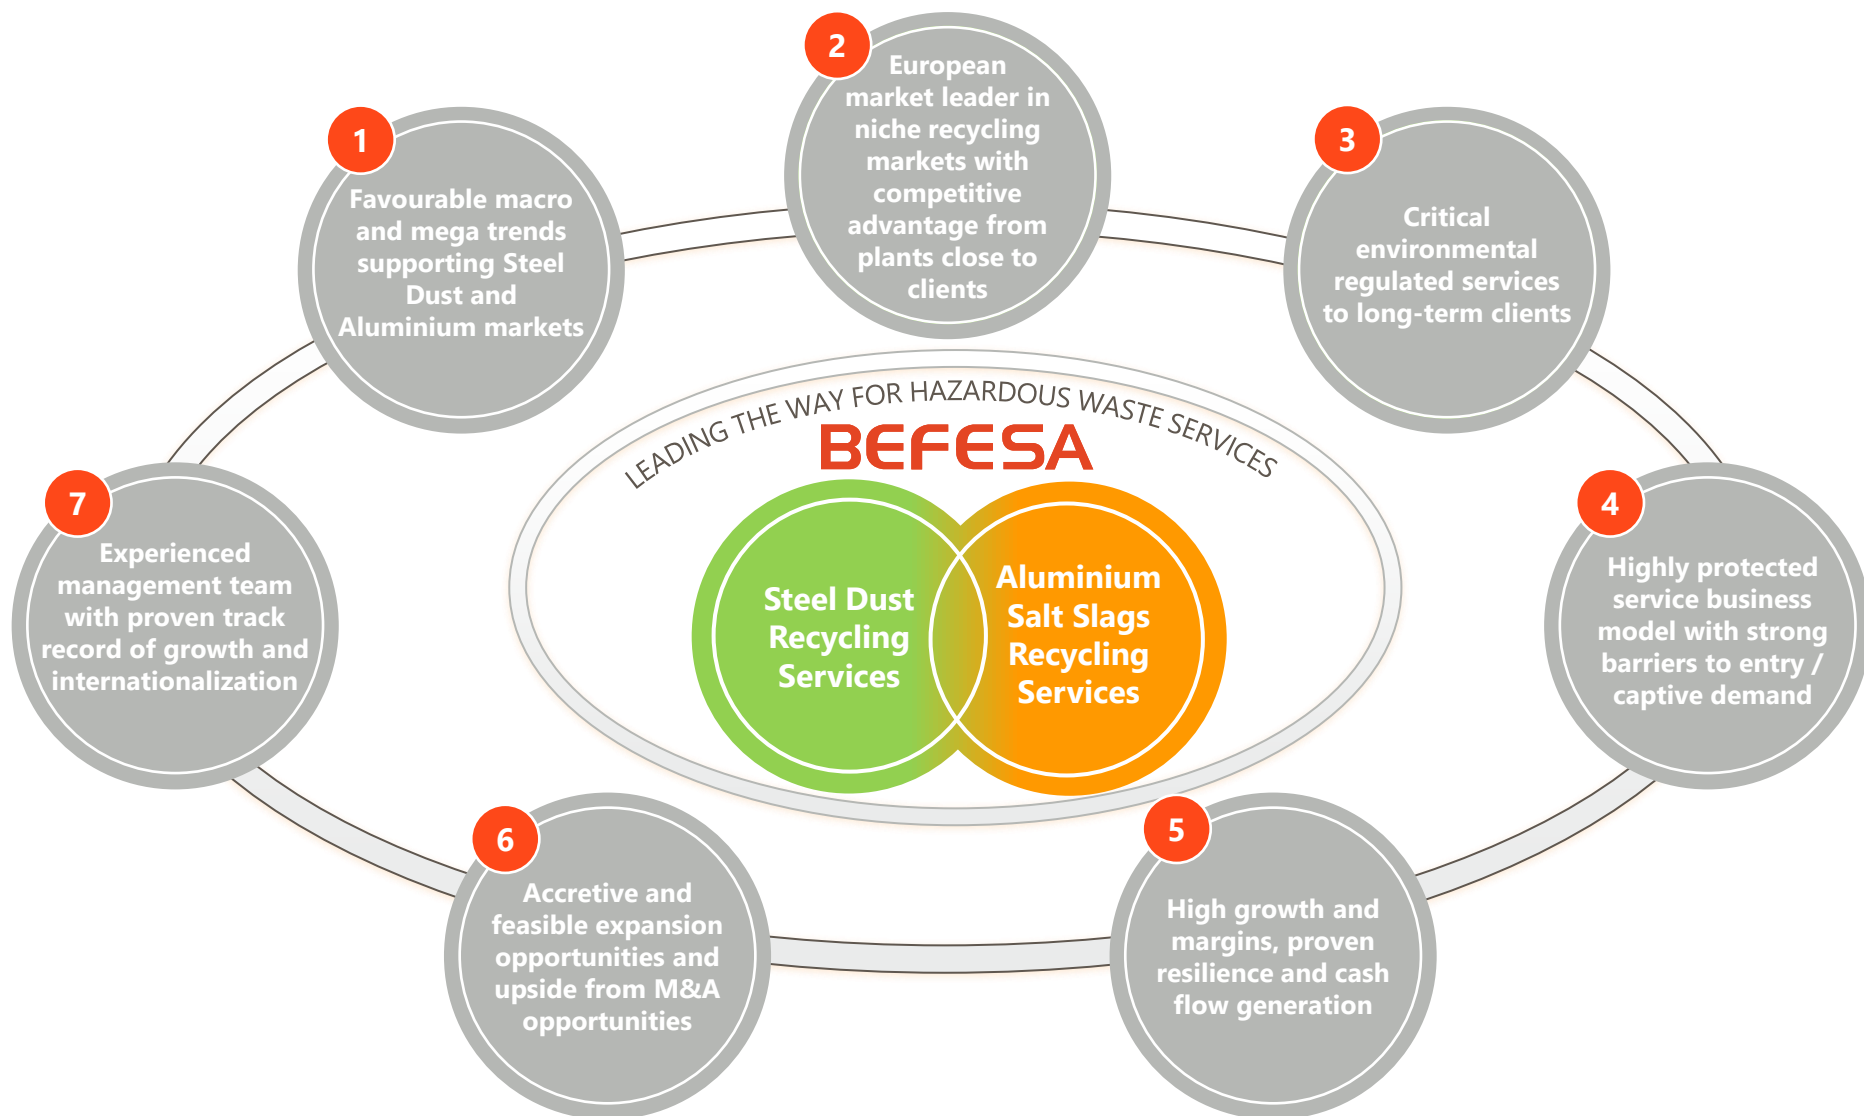 1
Favourable macro
and mega trends
supporting Steel
Dust and
Aluminium markets
2
European
market leader in
niche recycling
markets with
competitive
advantage from
plants close to
clients
3
Critical
environmental
regulated services
to long-term clients
4
Highly protected
service business
model with strong
barriers to entry /
captive demand
5
High growth and
margins, proven
resilience and cash
flow generation
6
Accretive and
feasible expansion
opportunities and
upside from M&A
opportunities
7
Experienced
management team
with proven track
record of growth and
internationalization
LEADING THE WAY FOR HAZARDOUS WASTE SERVICES
BEFESA
Steel Dust
Recycling
Services
Aluminium
Salt Slags
Recycling
Services